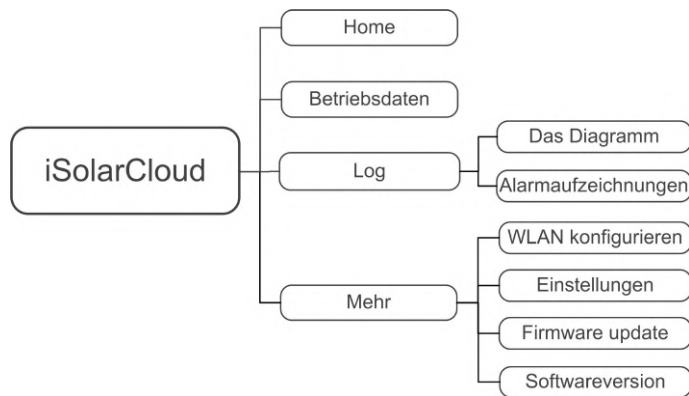 iSolarCloud
Home
Betriebsdaten
Log
Das Diagramm
Alarmaufzeichnungen
Mehr
WLAN konfigurieren
Einstellungen
Firmware update
Softwareversion